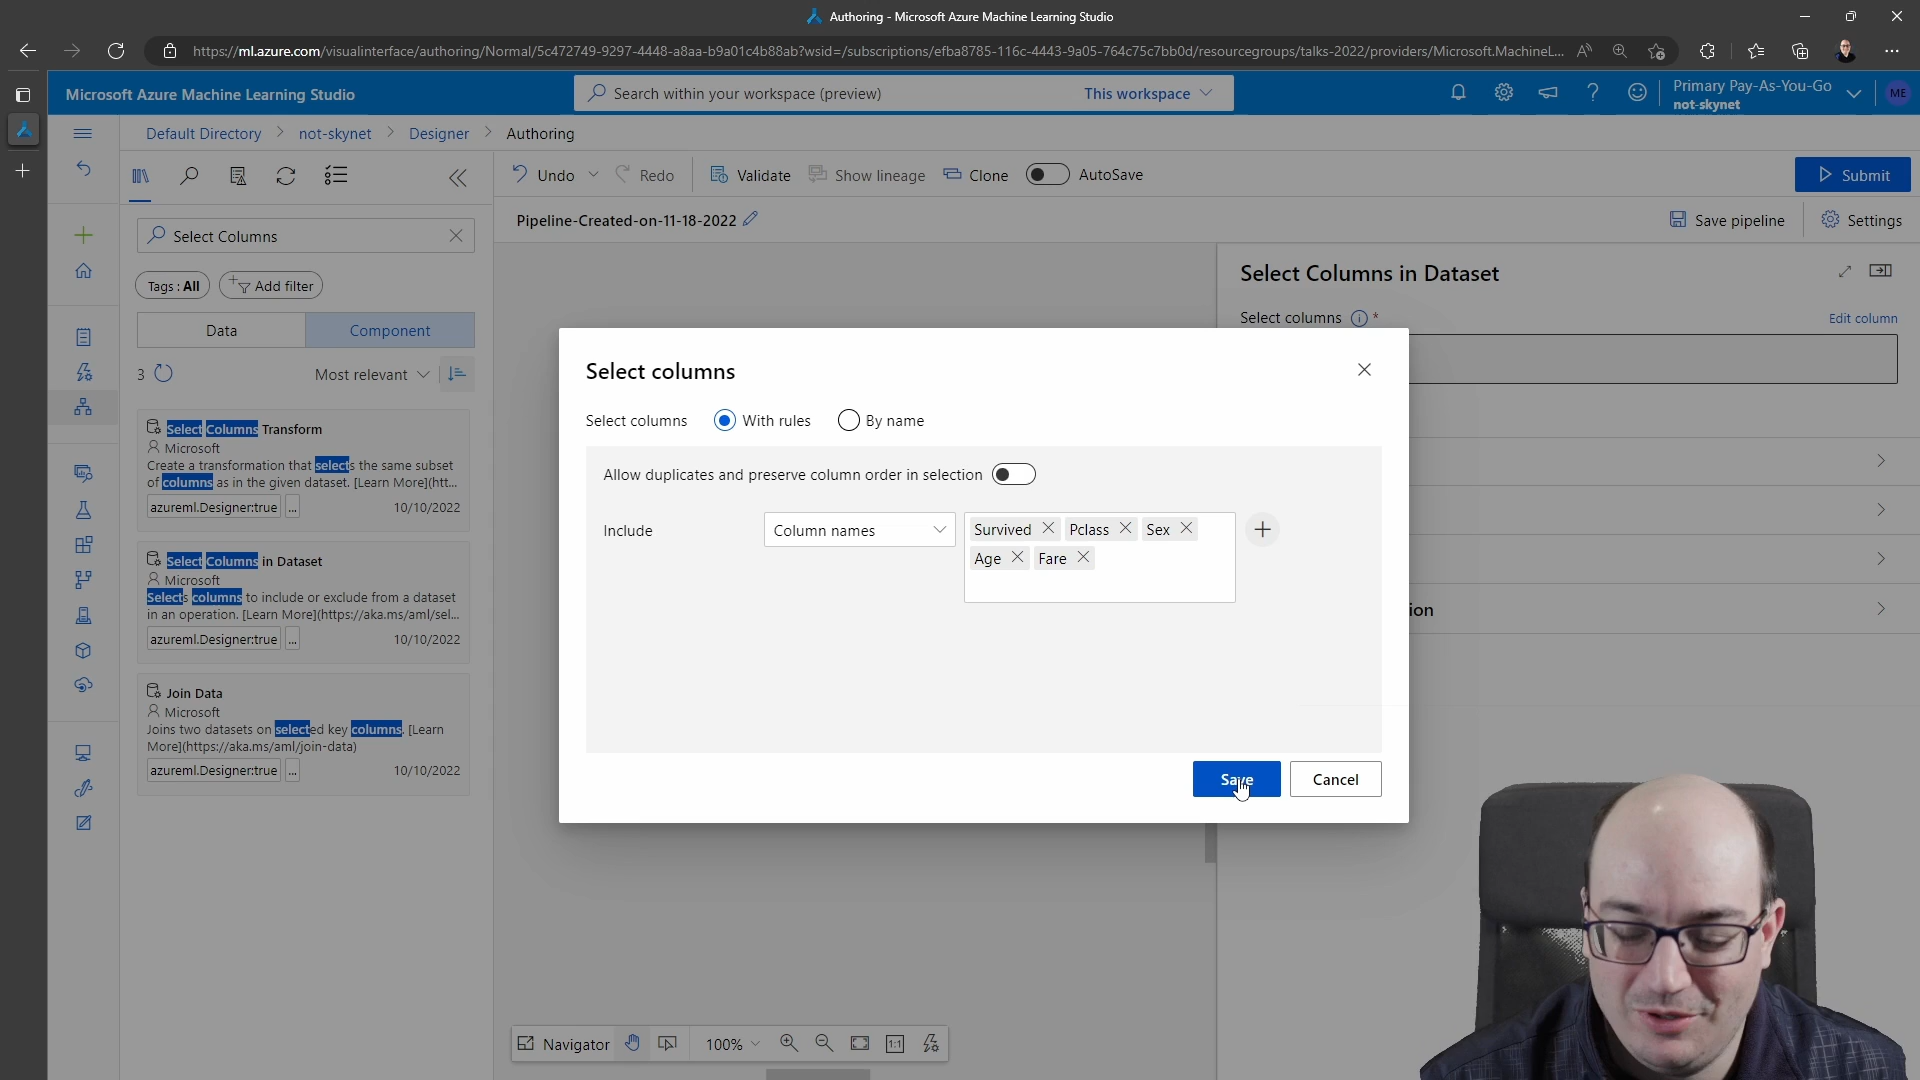 Authoring - Microsoft Azure Machine Learning Studio
https://ml.azure.com/visualinterface/authoring/Normal/5c472749-9297-4448-a8aa-b9a01c4b88ab?wsid=/subscriptions/efba8785-116c-4443-9a05-764c75c7bb0d/resourcegroups/talks-2022/providers/Microsoft.MachineL...
Microsoft Azure Machine Learning Studio
Search within your workspace (preview)
This workspace
Primary Pay-As-You-Go
not-skynet
ME
Default Directory > not-skynet > Designer > Authoring
Undo
Redo
Validate
Show lineage
Clone
AutoSave
Submit
Pipeline-Created-on-11-18-2022
Save pipeline
Settings
Select Columns
Tags : All
Add filter
Data
Component
3
Most relevant
Select Columns Transform
Microsoft
Create a transformation that selects the same subset
of columns as in the given dataset. [Learn More](htt...
azureml.Designer:true
...
10/10/2022
Select Columns in Dataset
Microsoft
Selects columns to include or exclude from a dataset
in an operation. [Learn More](https://aka.ms/aml/sel...
azureml.Designer:true
...
10/10/2022
Join Data
Microsoft
Joins two datasets on selected key columns. [Learn
More](https://aka.ms/aml/join-data)
azureml.Designer:true
...
10/10/2022
Select Columns in Dataset
Select columns
*
Edit column
ion
Select columns
Select columns
With rules
By name
Allow duplicates and preserve column order in selection
Include
Column names
Survived
Pclass
Sex
Age
Fare
Save
Cancel
Navigator
100%
1:1